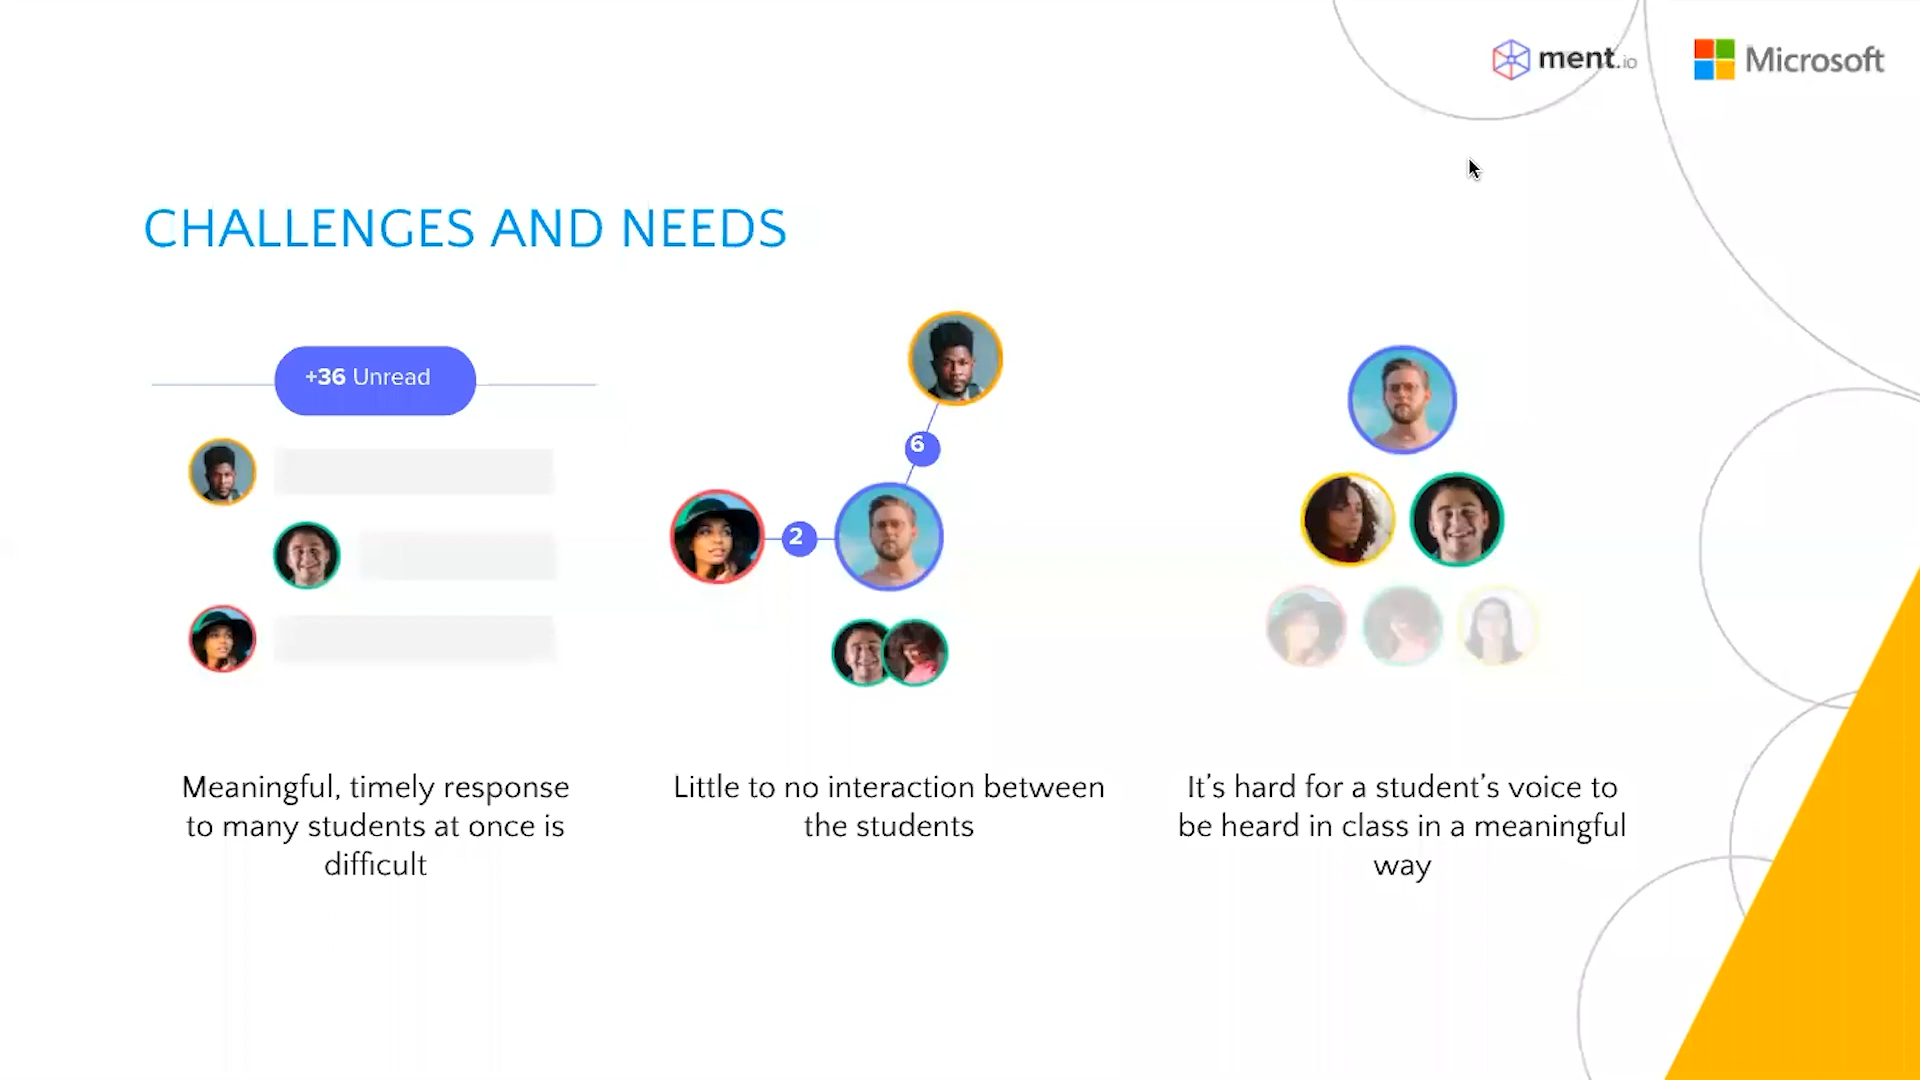 ment.io
Microsoft
CHALLENGES AND NEEDS
+36 Unread
6
2
Meaningful, timely response
to many students at once is
difficult
Little to no interaction between
the students
It’s hard for a student’s voice to
be heard in class in a meaningful
way